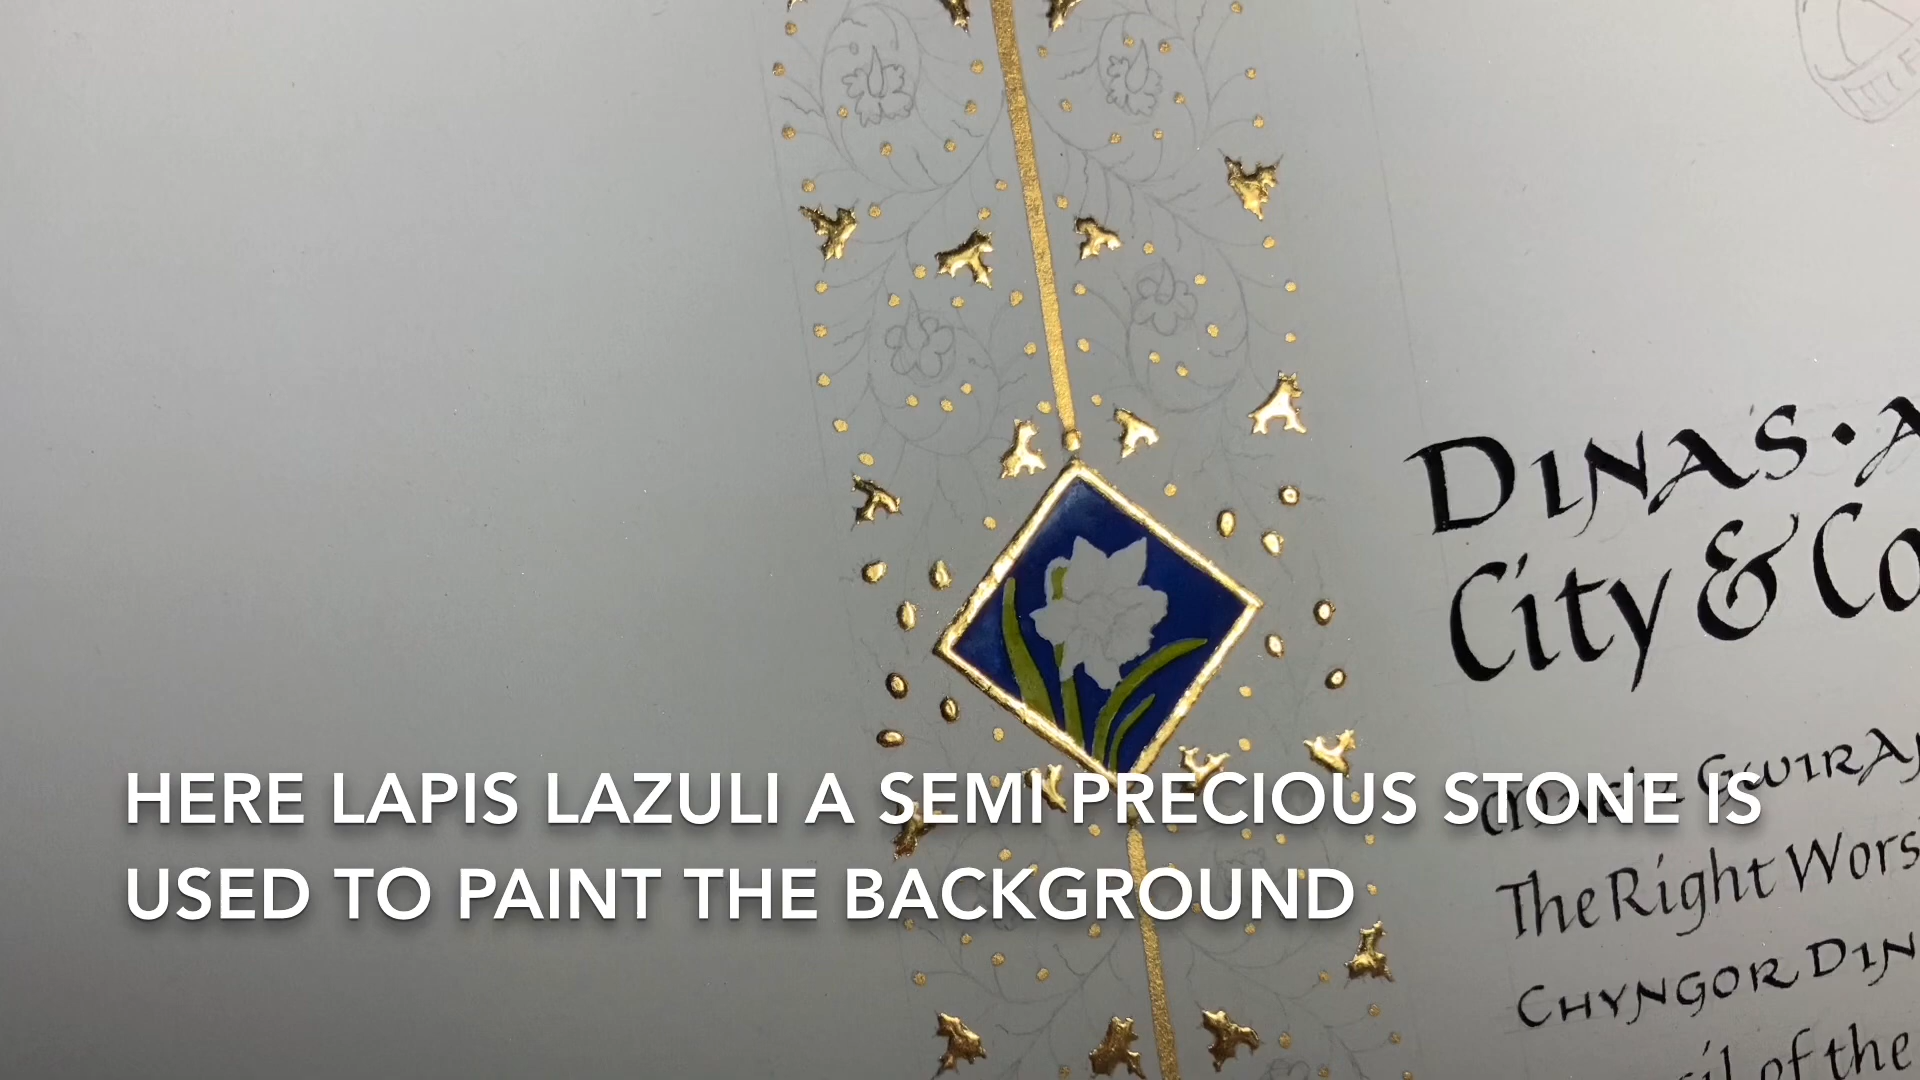 DINAS·A
City & Co
The Right Wors
CHYNGOR DIN
cil of the
HERE LAPIS LAZULI A SEMI PRECIOUS STONE IS
USED TO PAINT THE BACKGROUND